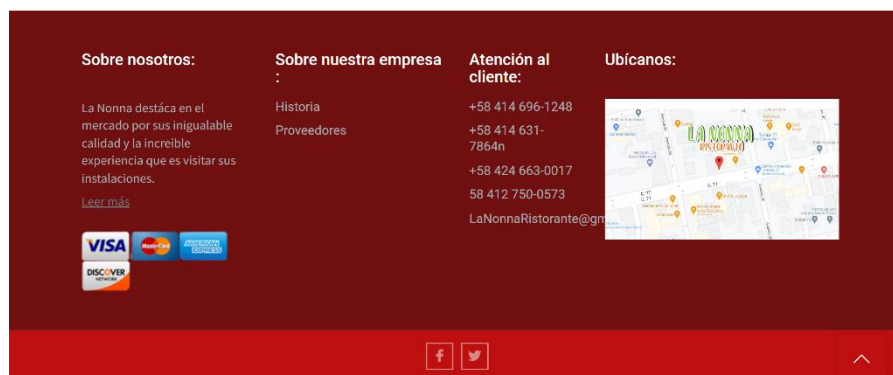 Sobre nosotros:
La Nonna destáca en el
mercado por sus inigualable
calidad y la increible
experiencia que es visitar sus
instalaciones.
Leer más
VISA
MasterCard
AMERICAN
EXPRESS
DISCOVER
NETWORK
Sobre nuestra empresa
:
Historia
Proveedores
Atención al
cliente:
+58 414 696-1248
+58 414 631-
7864n
+58 424 663-0017
58 412 750-0573
LaNonnaRistorante@gm
Ubícanos:
LA NONNA
RISTORANTE
C. 77
C. 77